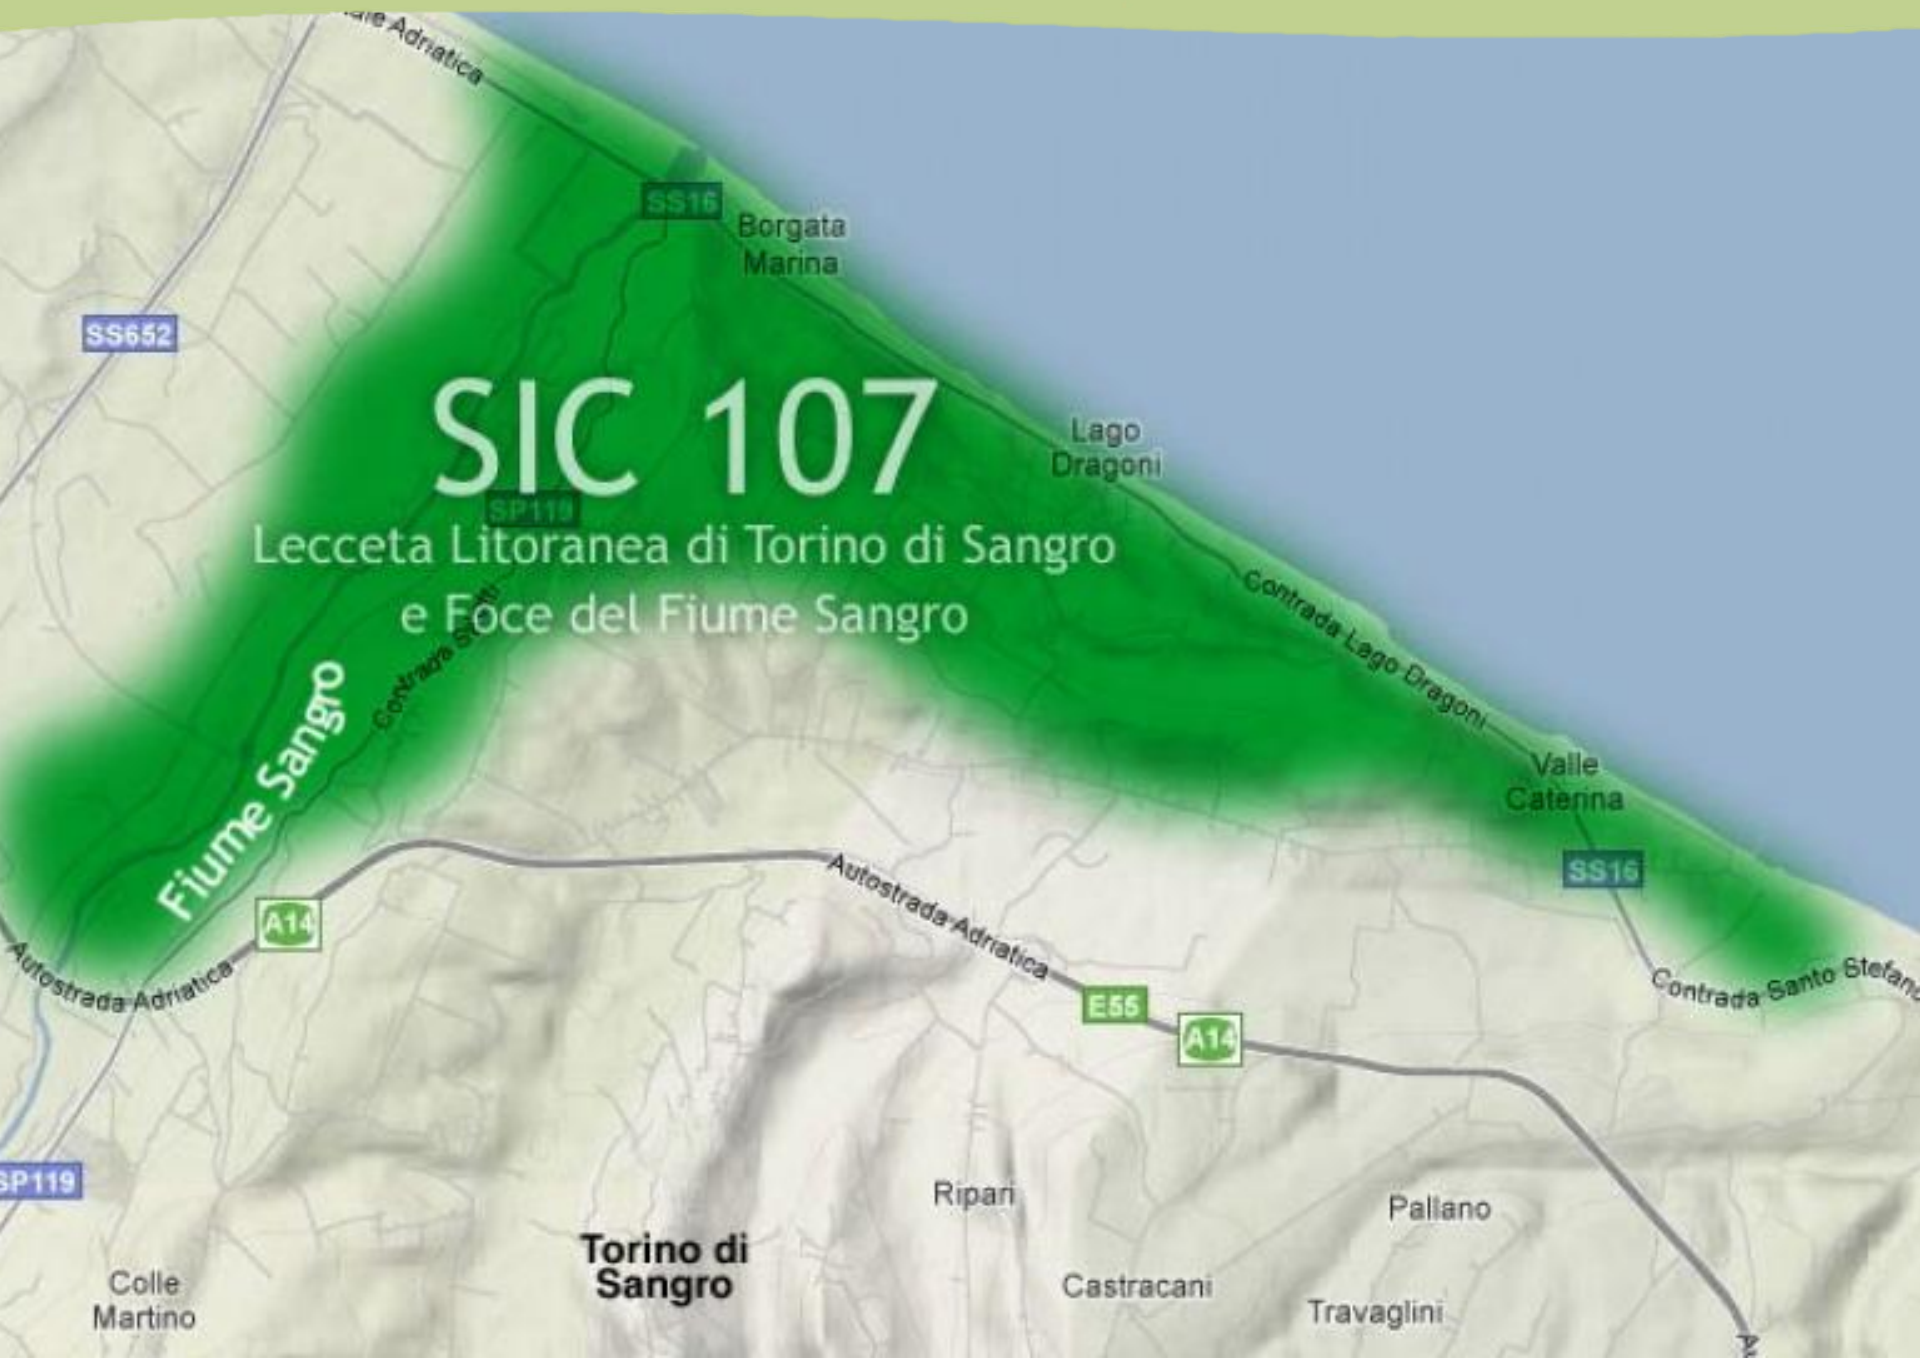 Adriatica
SS16
Borgata
Marina
SS652
SIC 107
Lago
Dragoni
SP119
Lecceta Litoranea di Torino di Sangro
e Foce del Fiume Sangro
Contrada Lago Dragoni
Contrada
Fiume Sangro
Valle
Caterina
SS16
A14
Autostrada Adriatica
Autostrada Adriatica
Contrada Santo Stefano
E55
A14
SP119
Ripari
Pallano
Torino di
Sangro
Colle
Martino
Castracani
Travaglini